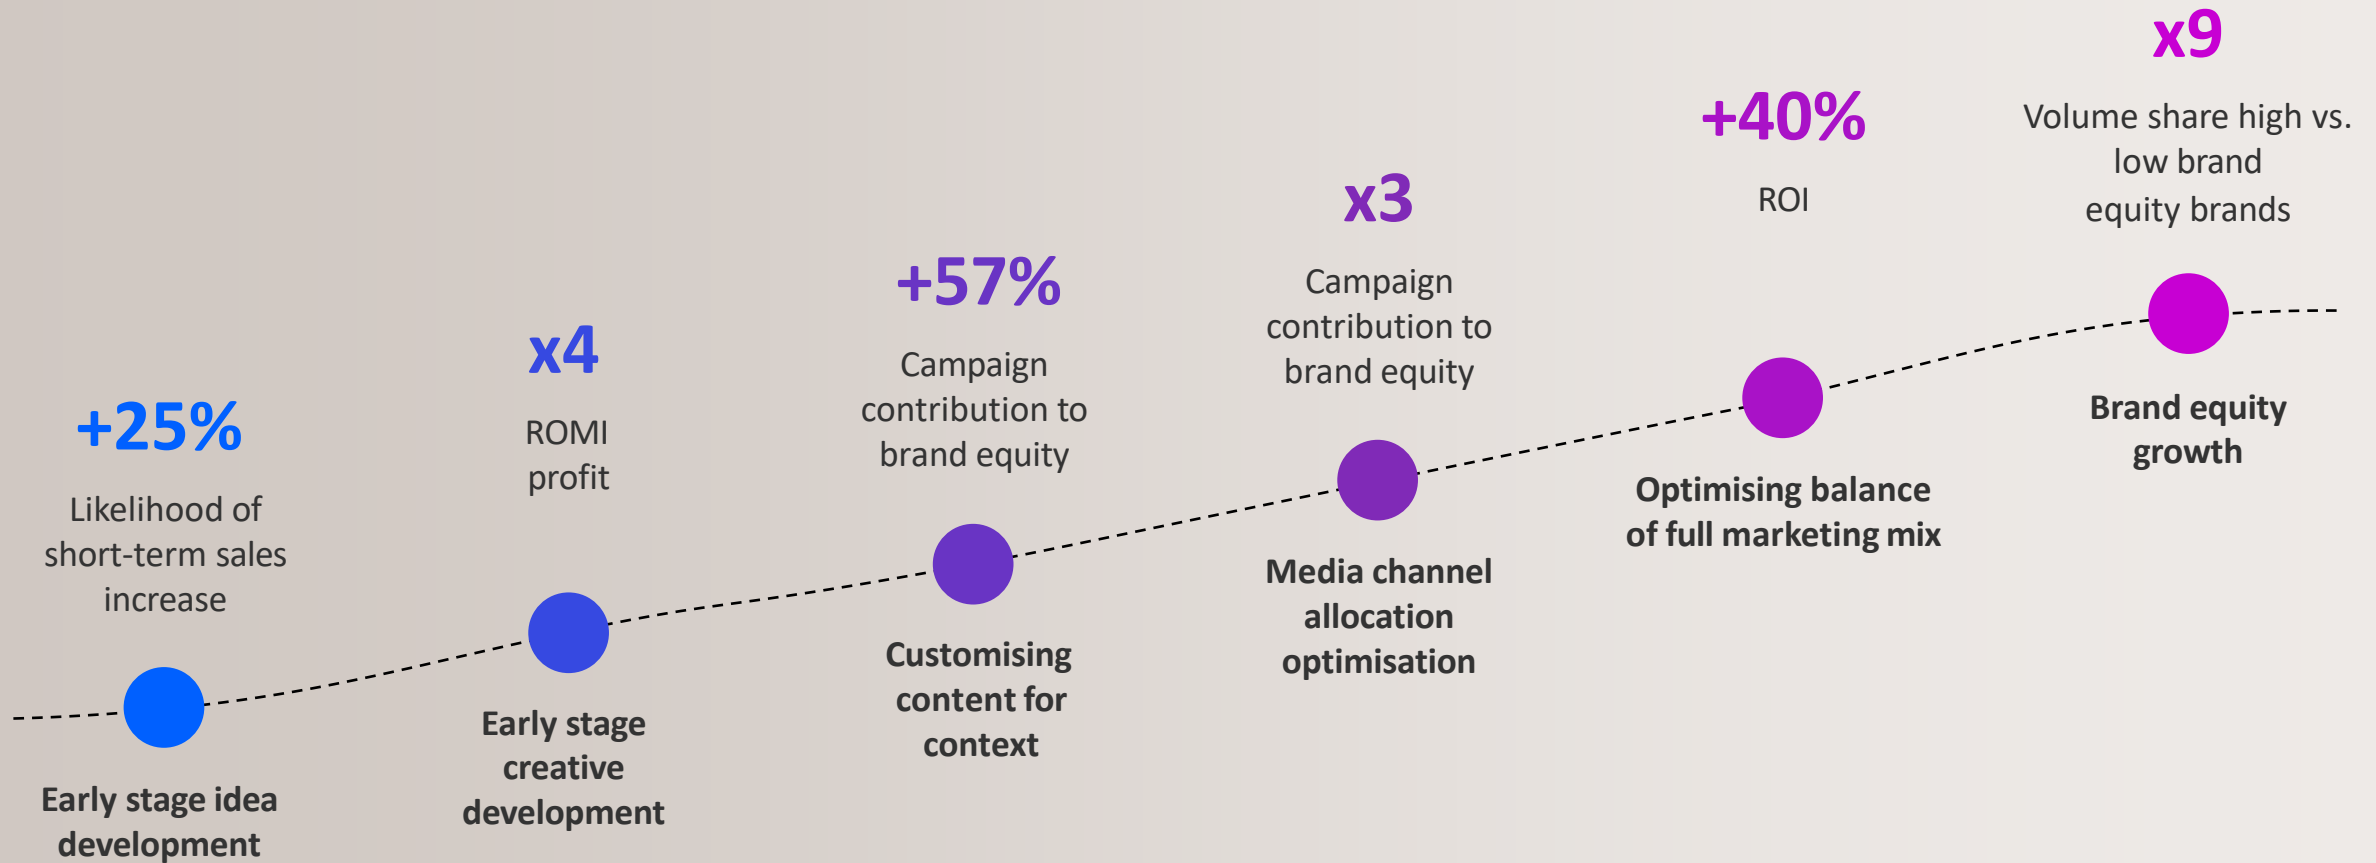 +25%
Likelihood of
short-term sales
increase
Early stage idea
development
x4
ROMI
profit
Early stage
creative
development
+57%
Campaign
contribution to
brand equity
Customising
content for
context
x3
Campaign
contribution to
brand equity
Media channel
allocation
optimisation
+40%
ROI
Optimising balance
of full marketing mix
x9
Volume share high vs.
low brand
equity brands
Brand equity
growth